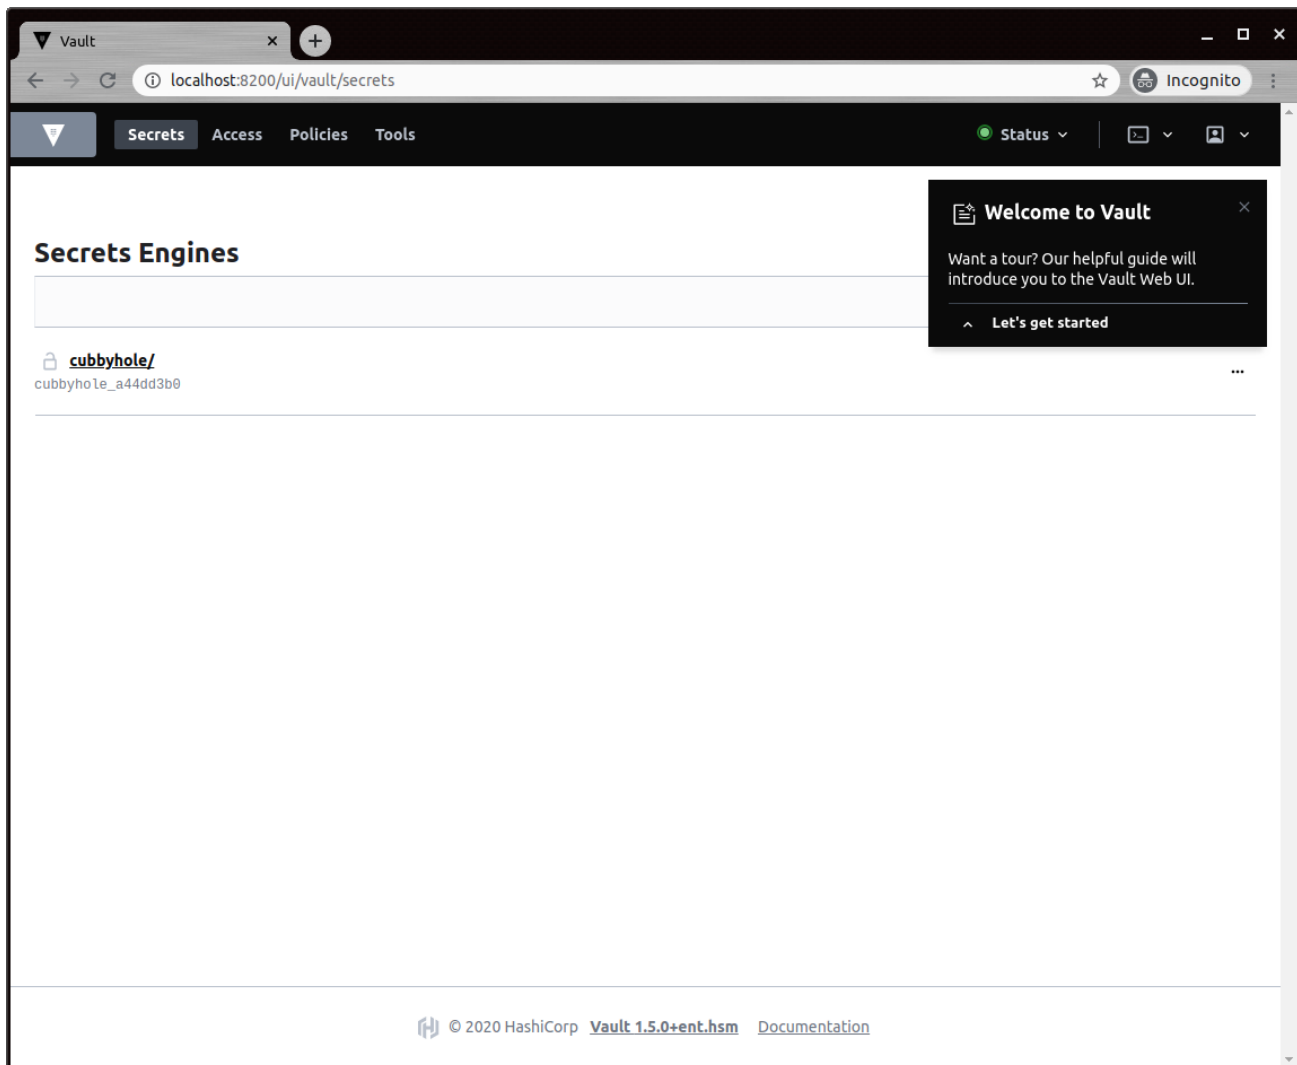 Vault
localhost:8200/ui/vault/secrets
Incognito
Secrets Access Policies Tools
Status
Welcome to Vault
Want a tour? Our helpful guide will
introduce you to the Vault Web UI.
Let's get started
Secrets Engines
cubbyhole/
cubbyhole_a44dd3b0
© 2020 HashiCorp Vault 1.5.0+ent.hsm Documentation